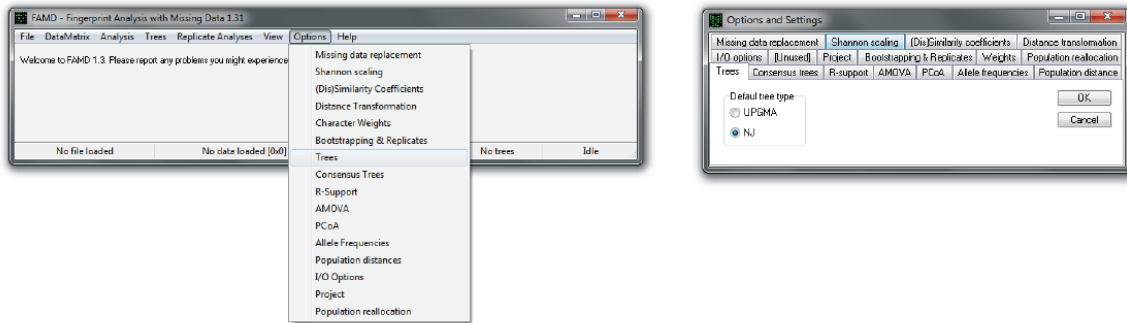 FAMD - Fingerprint Analysis with Missing Data 1.31
File DataMatrix Analysis Trees Replicate Analyses View Options Help
Welcome to FAMD 1.3. Please report any problems you might experience
Missing data replacement
Shannon scaling
(Dis)Similarity Coefficients
Distance Transformation
Character Weights
Bootstrapping & Replicates
Trees
Consensus Trees
R-Support
AMOVA
PCoA
Allele Frequencies
Population distances
I/O Options
Project
Population reallocation
No file loaded No data loaded [0x0] No trees Idle
Options and Settings
Missing data replacement Shannon scaling (Dis)Similarity coefficients Distance transformation
I/O options [Unused] Project Bootstrapping & Replicates Weights Population reallocation
Trees Consensus trees R-support AMOVA PCoA Allele frequencies Population distance
Defaul tree type
UPGMA
NJ
OK
Cancel